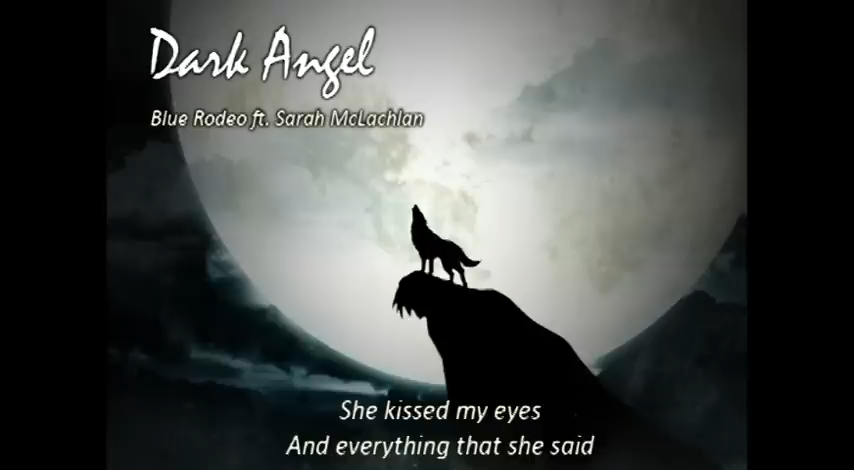 Dark Angel
Blue Rodeo ft. Sarah McLachlan
She kissed my eyes
And everything that she said